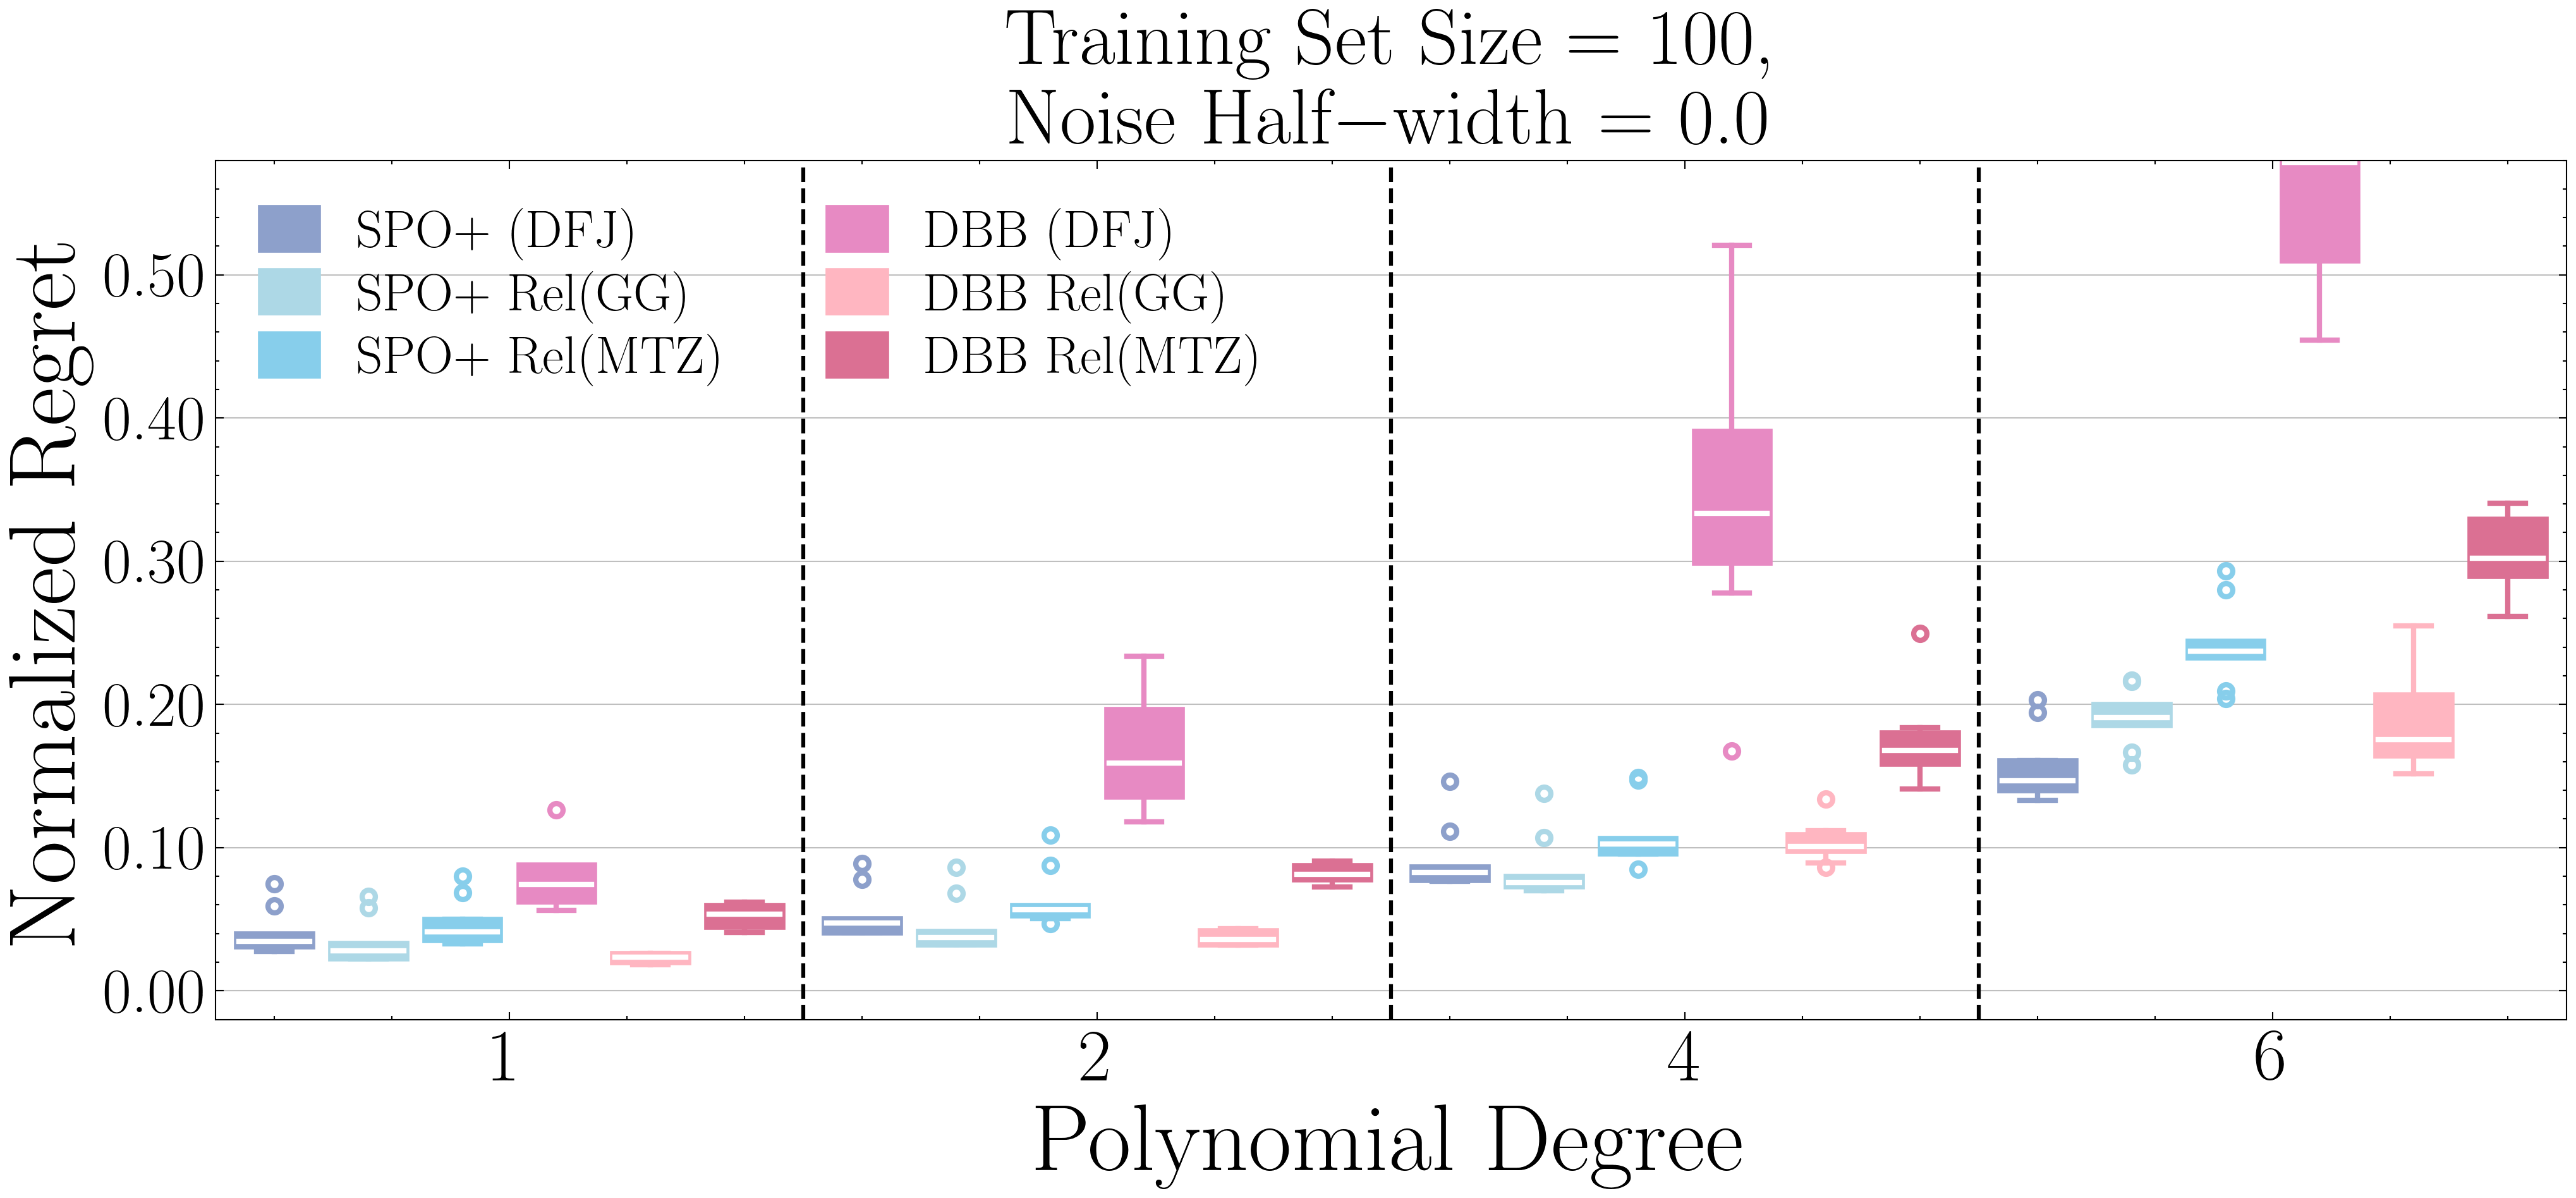 Training Set Size = 100,
Noise Half−width = 0.0
Normalized Regret
0.50
0.40
0.30
0.20
0.10
0.00
SPO+ (DFJ)
SPO+ Rel(GG)
SPO+ Rel(MTZ)
DBB (DFJ)
DBB Rel(GG)
DBB Rel(MTZ)
1 2 4 6
Polynomial Degree